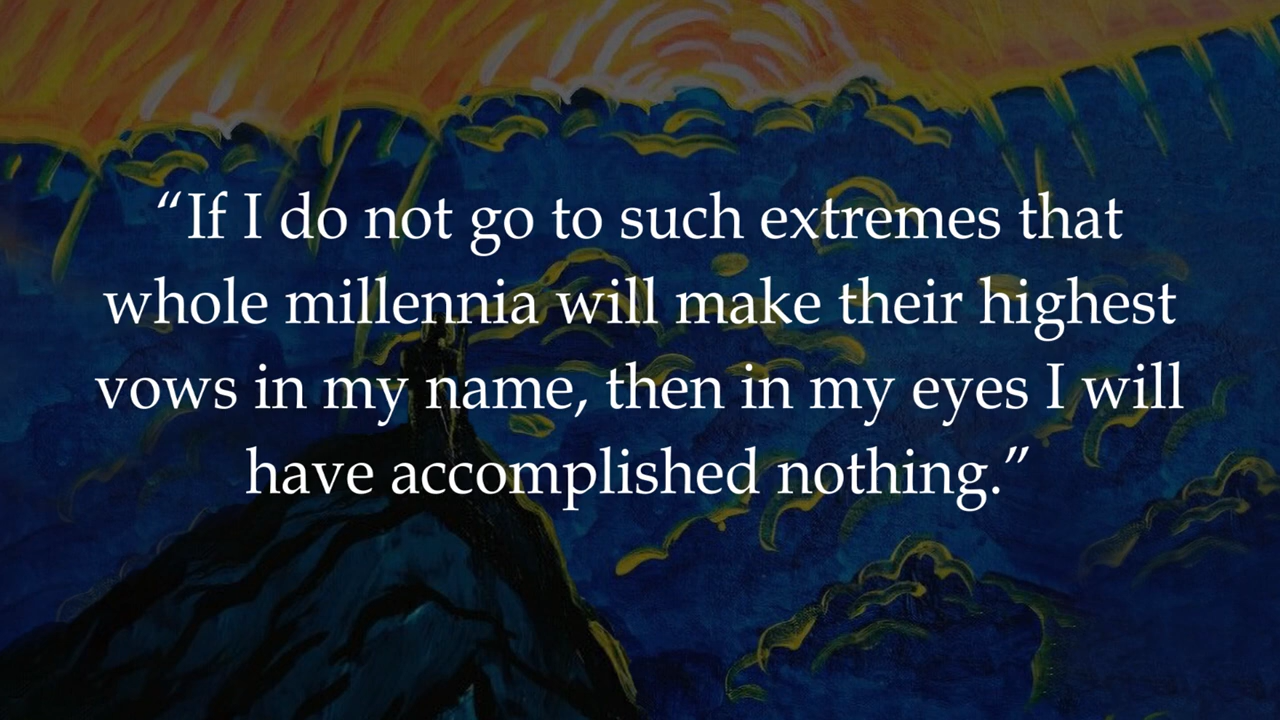 “If I do not go to such extremes that
whole millennia will make their highest
vows in my name, then in my eyes I will
have accomplished nothing.”